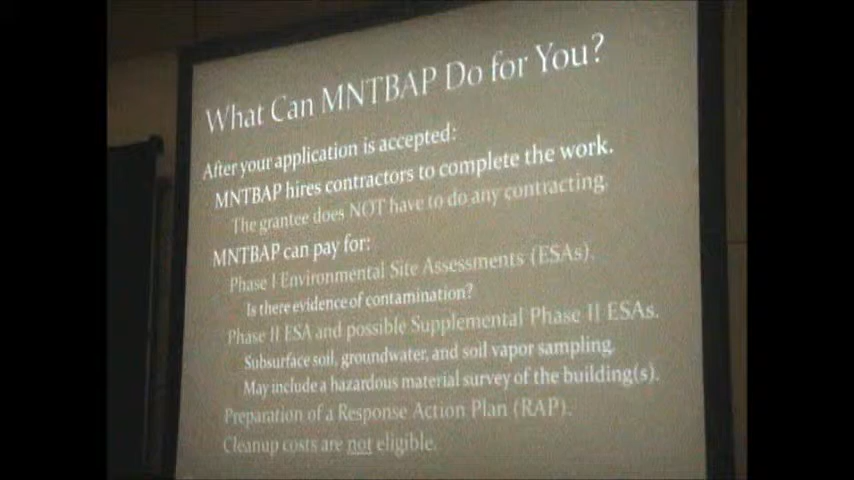 What Can MNTBAP Do for You?
After your application is accepted:
MNTBAP hires contractors to complete the work.
The grantee does NOT have to do any contracting.
MNTBAP can pay for:
Phase I Environmental Site Assessments (ESAs).
Is there evidence of contamination?
Phase II ESA and possible Supplemental Phase II ESAs.
Subsurface soil, groundwater, and soil vapor sampling.
May include a hazardous material survey of the building(s).
Preparation of a Response Action Plan (RAP).
Cleanup costs are not eligible.